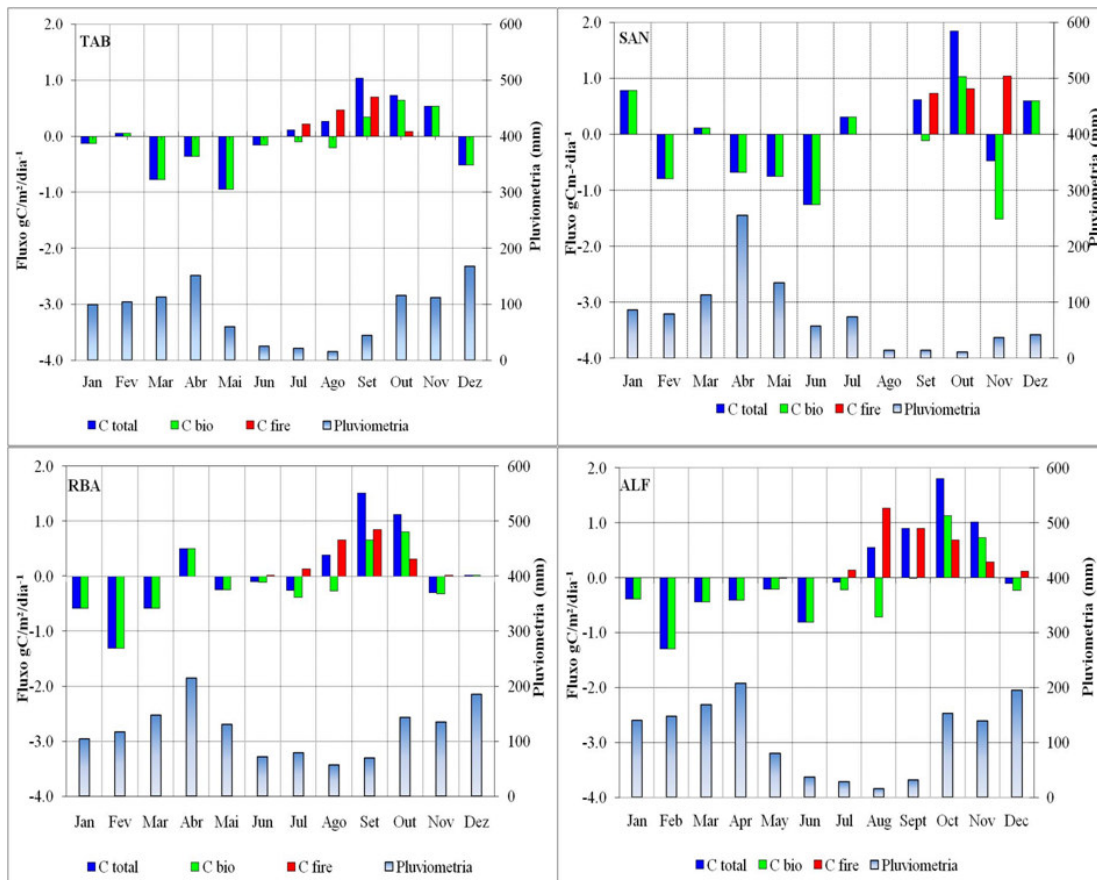 TAB
Fluxo gC/m²/dia⁻¹
2.0
1.0
0.0
-1.0
-2.0
-3.0
-4.0
600
500
400
300
200
100
0
Pluviometria (mm)
Jan Fev Mar Abr Mai Jun Jul Ago Set Out Nov Dez
C total C bio C fire Pluviometria
SAN
Fluxo gCm-²dia⁻¹
2.0
1.0
0.0
-1.0
-2.0
-3.0
-4.0
600
500
400
300
200
100
0
Pluviometria (mm)
Jan Fev Mar Abr Mai Jun Jul Ago Set Out Nov Dez
C total C bio C fire Pluviometria
RBA
Fluxo gC/m²/dia⁻¹
2.0
1.0
0.0
-1.0
-2.0
-3.0
-4.0
600
500
400
300
200
100
0
Pluviometria (mm)
Jan Fev Mar Abr Mai Jun Jul Ago Set Out Nov Dez
C total C bio C fire Pluviometria
ALF
Fluxo gC/m²/dia⁻¹
2.0
1.0
0.0
-1.0
-2.0
-3.0
-4.0
600
500
400
300
200
100
0
Pluviometria (mm)
Jan Feb Mar Apr May Jun Jul Aug Sept Oct Nov Dec
C total C bio C fire Pluviometria